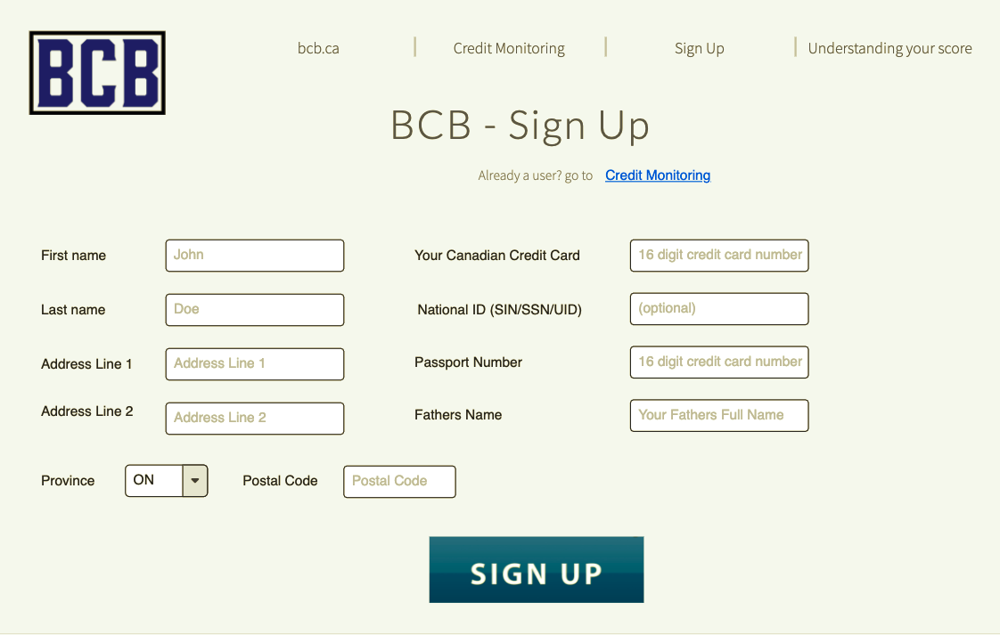 BCB
bcb.ca | Credit Monitoring | Sign Up | Understanding your score
BCB - Sign Up
Already a user? go to Credit Monitoring
First name John Your Canadian Credit Card 16 digit credit card number
Last name Doe National ID (SIN/SSN/UID) (optional)
Address Line 1 Address Line 1 Passport Number 16 digit credit card number
Address Line 2 Address Line 2 Fathers Name Your Fathers Full Name
Province ON Postal Code Postal Code
SIGN UP